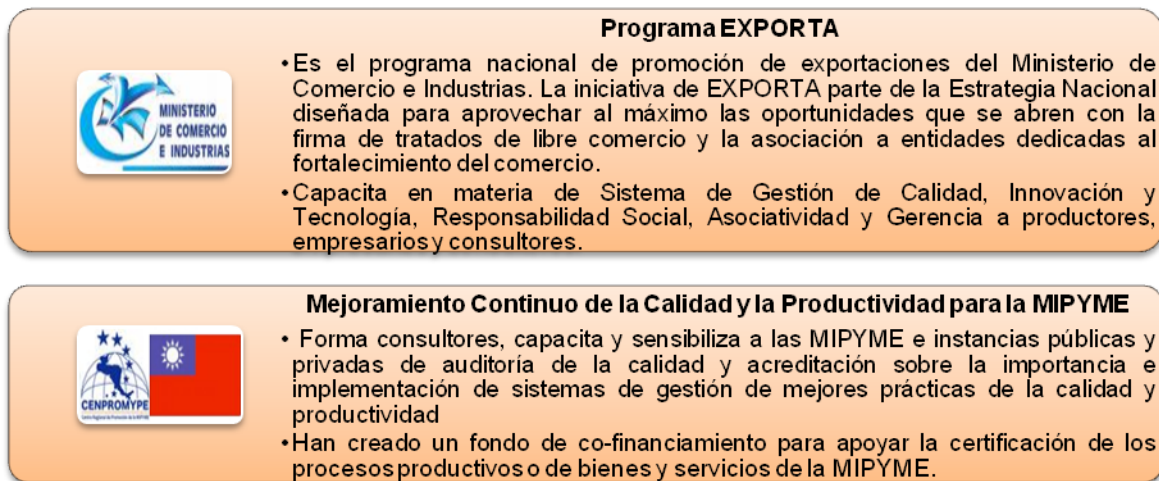 Programa EXPORTA
MINISTERIO
DE COMERCIO
E INDUSTRIAS
•Es el programa nacional de promoción de exportaciones del Ministerio de
Comercio e Industrias. La iniciativa de EXPORTA parte de la Estrategia Nacional
diseñada para aprovechar al máximo las oportunidades que se abren con la
firma de tratados de libre comercio y la asociación a entidades dedicadas al
fortalecimiento del comercio.
•Capacita en materia de Sistema de Gestión de Calidad, Innovación y
Tecnología, Responsabilidad Social, Asociatividad y Gerencia a productores,
empresarios y consultores.
Mejoramiento Continuo de la Calidad y la Productividad para la MIPYME
CENPROMYPE
Centro Regional de Promoción de la MIPYME
• Forma consultores, capacita y sensibiliza a las MIPYME e instancias públicas y
privadas de auditoría de la calidad y acreditación sobre la importancia e
implementación de sistemas de gestión de mejores prácticas de la calidad y
productividad
•Han creado un fondo de co-financiamiento para apoyar la certificación de los
procesos productivos o de bienes y servicios de la MIPYME.